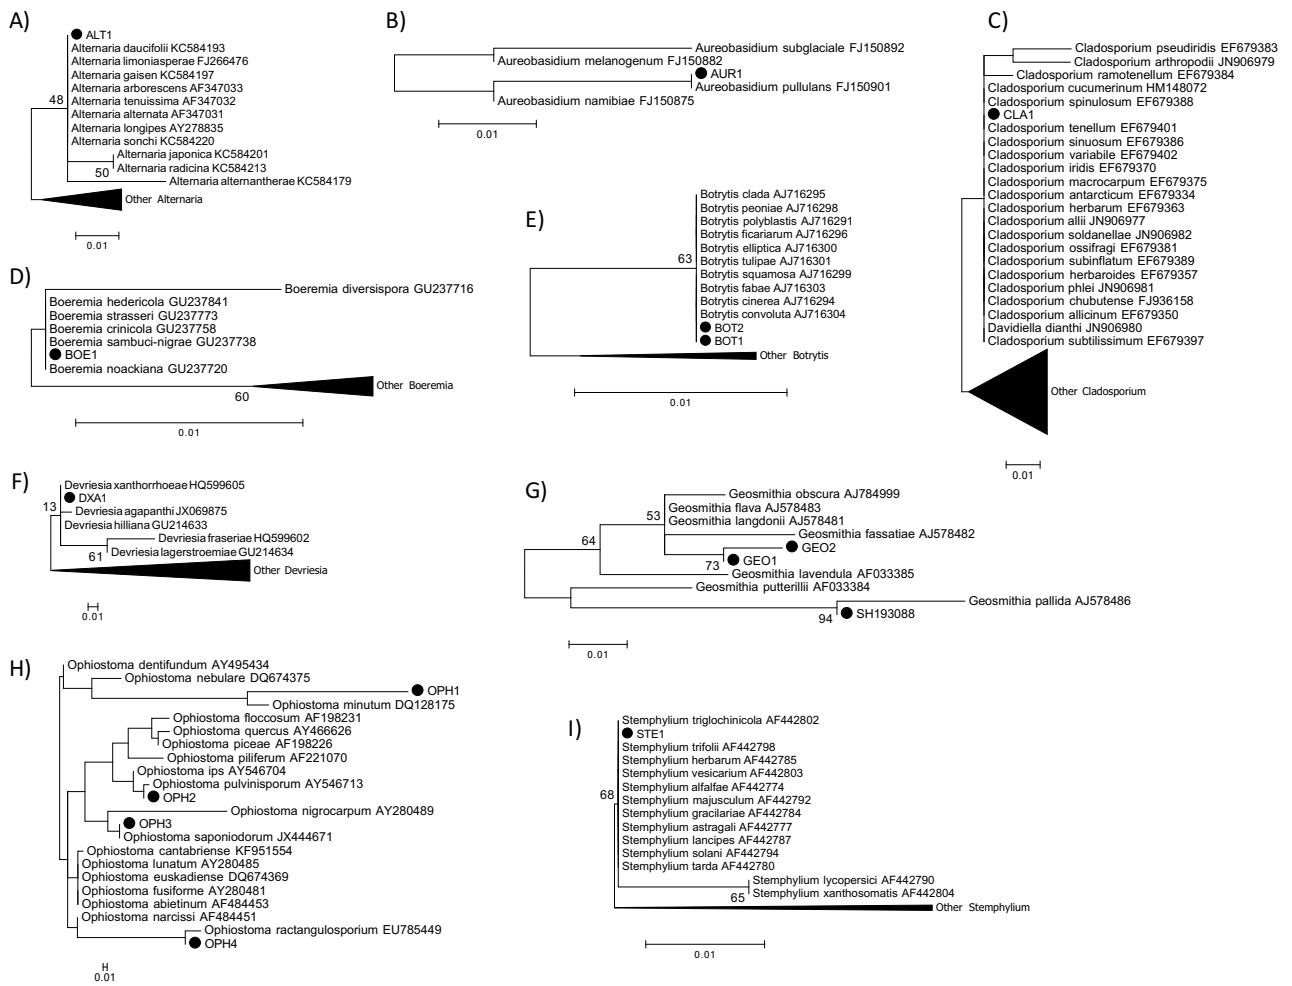 A)
ALT1
Alternaria daucifolii KC584193
Alternaria limoniasperae FJ266476
Alternaria gaisen KC584197
Alternaria arborescens AF347033
Alternaria tenuissima AF347032
Alternaria alternata AF347031
Alternaria longipes AY278835
Alternaria sonchi KC584220
Alternaria japonica KC584201
Alternaria radicina KC584213
Alternaria alternantherae KC584179
Other Alternaria
48
50
0.01
B)
Aureobasidium subglaciale FJ150892
Aureobasidium melanogenum FJ150882
AUR1
Aureobasidium pullulans FJ150901
Aureobasidium namibiae FJ150875
0.01
C)
Cladosporium pseudiridis EF679383
Cladosporium arthropodii JN906979
Cladosporium ramotenellum EF679384
Cladosporium cucumerinum HM148072
Cladosporium spinulosum EF679388
CLA1
Cladosporium tenellum EF679401
Cladosporium sinuosum EF679386
Cladosporium variabile EF679402
Cladosporium iridis EF679370
Cladosporium macrocarpum EF679375
Cladosporium antarcticum EF679334
Cladosporium herbarum EF679363
Cladosporium allii JN906977
Cladosporium soldanellae JN906982
Cladosporium ossifragi EF679381
Cladosporium subinflatum EF679389
Cladosporium herbaroides EF679357
Cladosporium phlei JN906981
Cladosporium chubutense FJ936158
Cladosporium allicinum EF679350
Davidiella dianthi JN906980
Cladosporium subtilissimum EF679397
Other Cladosporium
0.01
D)
Boeremia diversispora GU237716
Boeremia hedericola GU237841
Boeremia strasseri GU237773
Boeremia crinicola GU237758
Boeremia sambuci-nigrae GU237738
BOE1
Boeremia noackiana GU237720
Other Boeremia
60
0.01
E)
Botrytis clada AJ716295
Botrytis peoniae AJ716298
Botrytis polyblastis AJ716291
Botrytis ficariarum AJ716296
Botrytis elliptica AJ716300
Botrytis tulipae AJ716301
Botrytis squamosa AJ716299
Botrytis fabae AJ716303
Botrytis cinerea AJ716294
Botrytis convoluta AJ716304
BOT2
BOT1
Other Botrytis
63
0.01
F)
Devriesia xanthorrhoeae HQ599605
DXA1
Devriesia agapanthi JX069875
Devriesia hilliana GU214633
Devriesia fraseriae HQ599602
Devriesia lagerstroemiae GU214634
Other Devriesia
13
61
0.01
G)
Geosmithia obscura AJ784999
Geosmithia flava AJ578483
Geosmithia langdonii AJ578481
Geosmithia fassatiae AJ578482
GEO2
GEO1
Geosmithia lavendula AF033385
Geosmithia putterillii AF033384
Geosmithia pallida AJ578486
SH193088
53
64
73
94
0.01
H)
Ophiostoma dentifundum AY495434
Ophiostoma nebulare DQ674375
OPH1
Ophiostoma minutum DQ128175
Ophiostoma floccosum AF198231
Ophiostoma quercus AY466626
Ophiostoma piceae AF198226
Ophiostoma piliferum AF221070
Ophiostoma ips AY546704
Ophiostoma pulvinisporum AY546713
OPH2
Ophiostoma nigrocarpum AY280489
OPH3
Ophiostoma saponiodorum JX444671
Ophiostoma cantabriense KF951554
Ophiostoma lunatum AY280485
Ophiostoma euskadiense DQ674369
Ophiostoma fusiforme AY280481
Ophiostoma abietinum AF484453
Ophiostoma narcissi AF484451
Ophiostoma ractangulosporium EU785449
OPH4
0.01
I)
Stemphylium triglochinicola AF442802
STE1
Stemphylium trifolii AF442798
Stemphylium herbarum AF442785
Stemphylium vesicarium AF442803
Stemphylium alfalfae AF442774
Stemphylium majusculum AF442792
Stemphylium gracilariae AF442784
Stemphylium astragali AF442777
Stemphylium lancipes AF442787
Stemphylium solani AF442794
Stemphylium tarda AF442780
Stemphylium lycopersici AF442790
Stemphylium xanthosomatis AF442804
Other Stemphylium
68
65
0.01